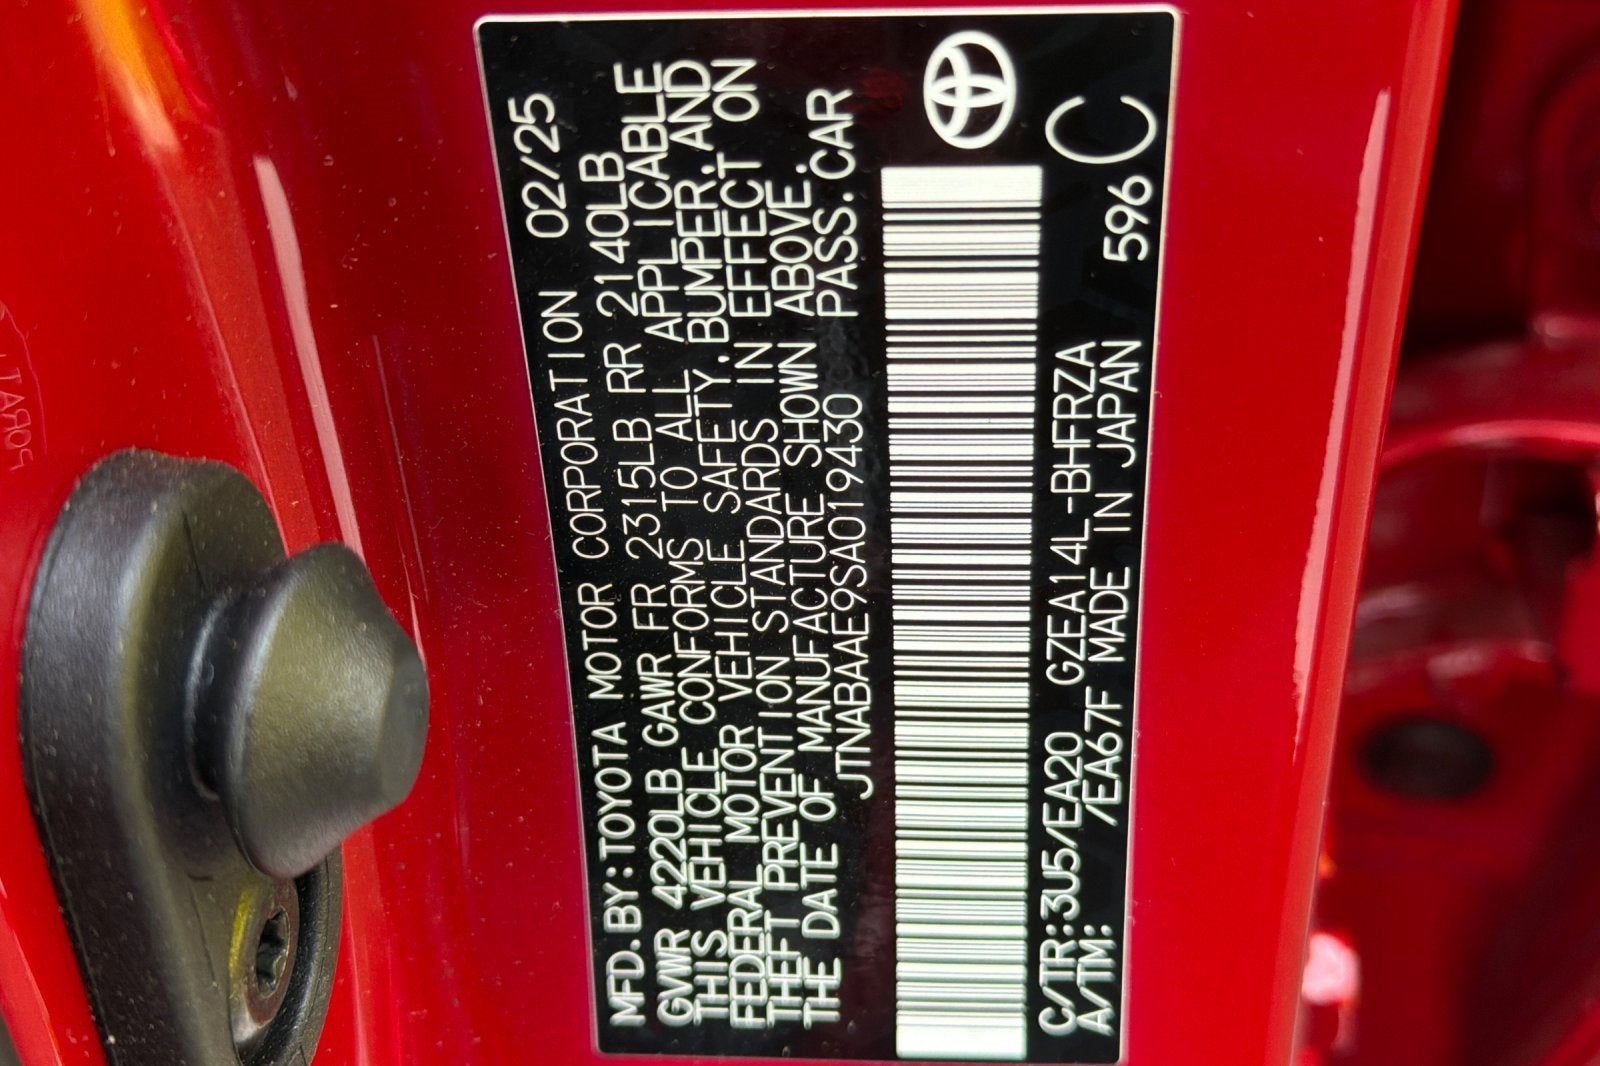 MFD.BY:TOYOTA MOTOR CORPORATION 02/25
GVWR 4220LB GAWR FR 2315LB RR 2140LB
THIS VEHICLE CONFORMS TO ALL APPLICABLE
FEDERAL MOTOR VEHICLE SAFETY,BUMPER,AND
THEFT PREVENTION STANDARDS IN EFFECT ON
THE DATE OF MANUFACTURE SHOWN ABOVE.
JTNABAAE9SA019430 PASS.CAR
C/TR:3U5/EA20 GZEA14L-BHFRZA
A/TM: /EA67F MADE IN JAPAN 596 C